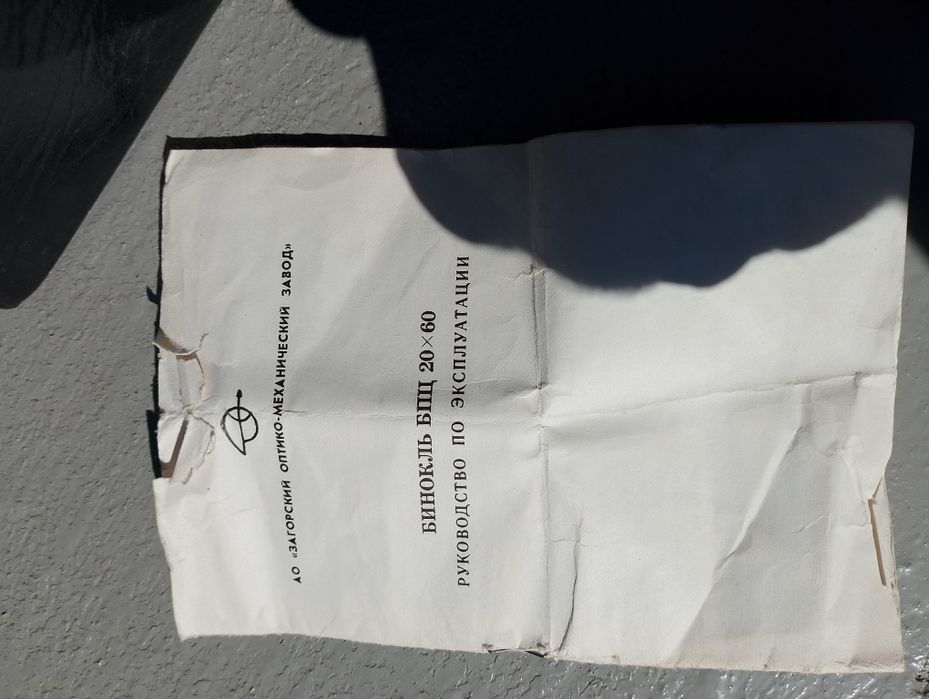 АО «ЗАГОРСКИЙ ОПТИКО-МЕХАНИЧЕСКИЙ ЗАВОД»
БИНОКЛЬ БПЦ 20×60
РУКОВОДСТВО ПО ЭКСПЛУАТАЦИИ